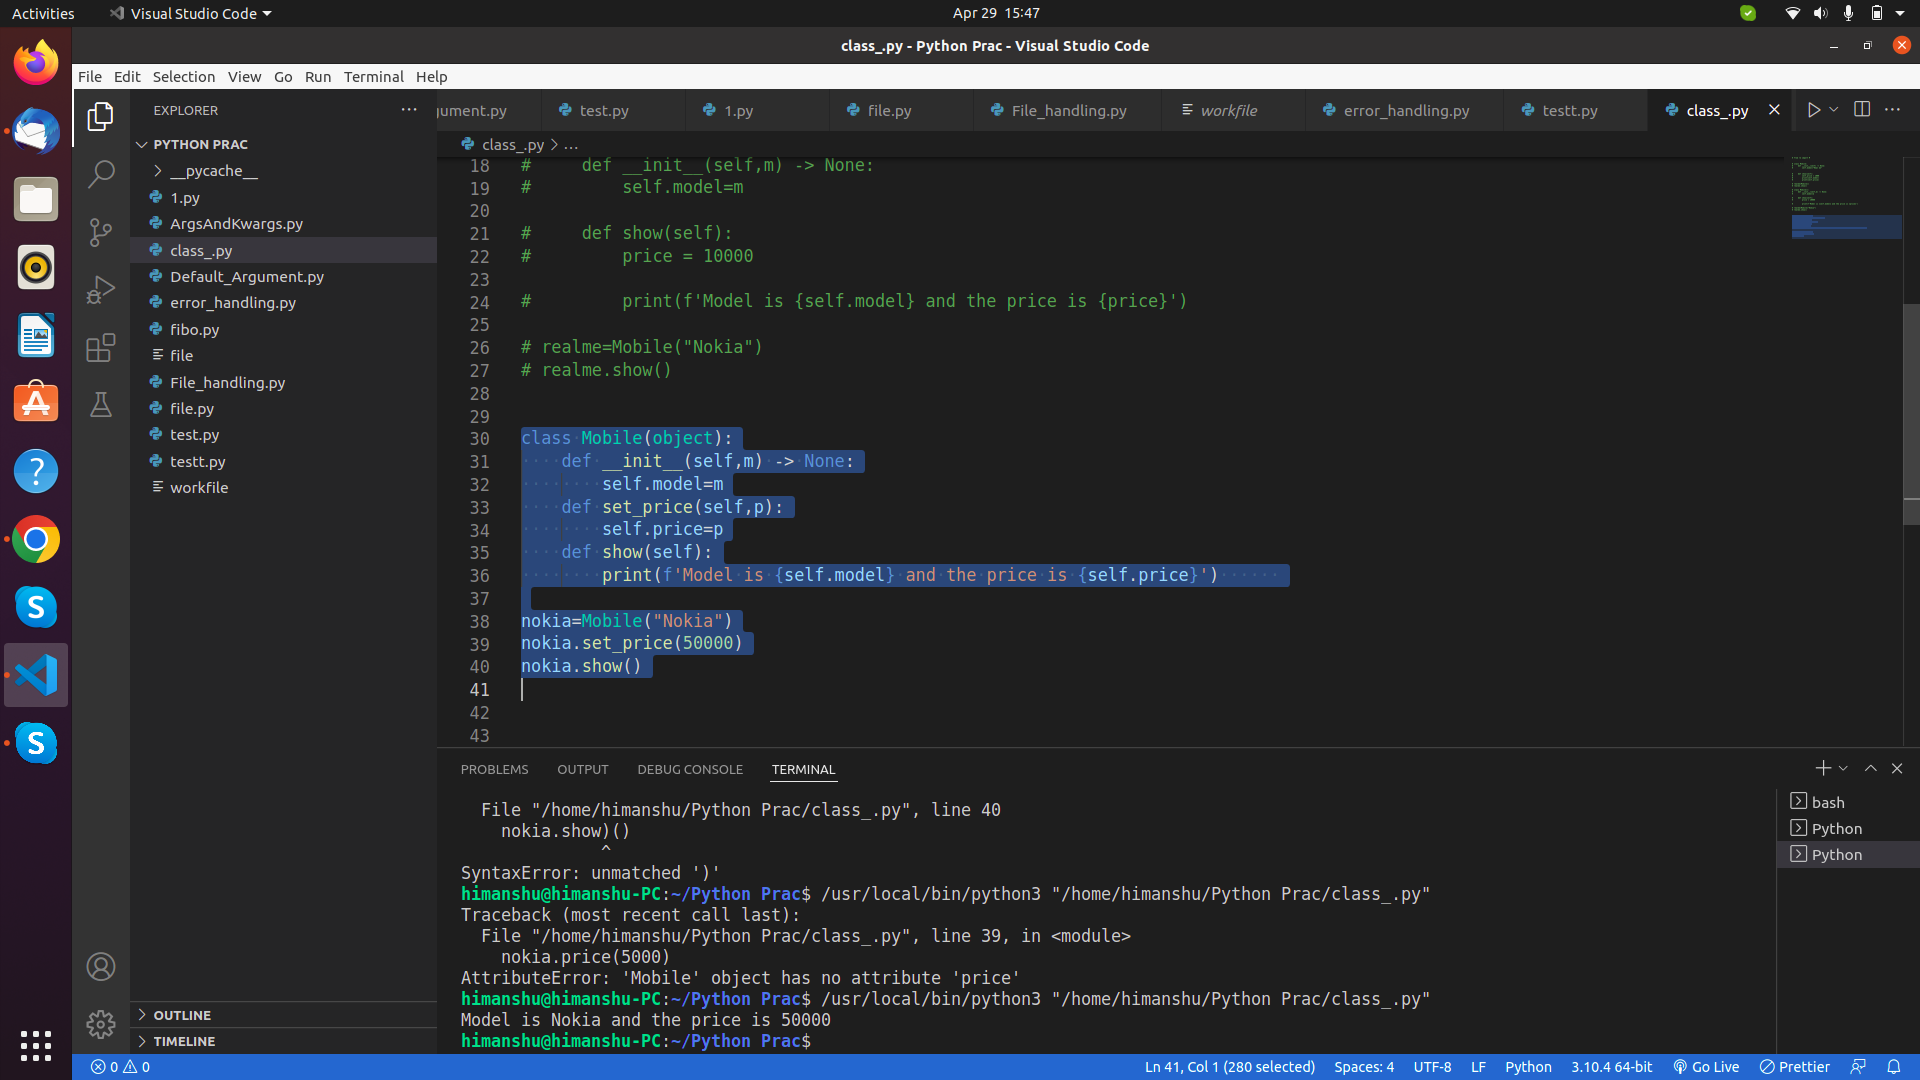 Activities
Visual Studio Code
Apr 29 15:47
class_.py - Python Prac - Visual Studio Code
File Edit Selection View Go Run Terminal Help
EXPLORER
gument.py
test.py
1.py
file.py
File_handling.py
workfile
error_handling.py
testt.py
class_.py
PYTHON PRAC
__pycache__
1.py
ArgsAndKwargs.py
class_.py
Default_Argument.py
error_handling.py
fibo.py
file
File_handling.py
file.py
test.py
testt.py
workfile
OUTLINE
TIMELINE
class_.py > ...
18 #     def __init__(self,m) -> None:
19 #         self.model=m
20
21 #     def show(self):
22 #         price = 10000
23
24 #         print(f'Model is {self.model} and the price is {price}')
25
26 # realme=Mobile("Nokia")
27 # realme.show()
28
29
30 class Mobile(object):
31     def __init__(self,m) -> None:
32         self.model=m
33     def set_price(self,p):
34         self.price=p
35     def show(self):
36         print(f'Model is {self.model} and the price is {self.price}')
37
38 nokia=Mobile("Nokia")
39 nokia.set_price(50000)
40 nokia.show()
41
42
43
PROBLEMS OUTPUT DEBUG CONSOLE TERMINAL
  File "/home/himanshu/Python Prac/class_.py", line 40
    nokia.show)()
              ^
SyntaxError: unmatched ')'
himanshu@himanshu-PC:~/Python Prac$ /usr/local/bin/python3 "/home/himanshu/Python Prac/class_.py"
Traceback (most recent call last):
  File "/home/himanshu/Python Prac/class_.py", line 39, in <module>
    nokia.price(5000)
AttributeError: 'Mobile' object has no attribute 'price'
himanshu@himanshu-PC:~/Python Prac$ /usr/local/bin/python3 "/home/himanshu/Python Prac/class_.py"
Model is Nokia and the price is 50000
himanshu@himanshu-PC:~/Python Prac$
bash
Python
Python
0 0
Ln 41, Col 1 (280 selected)
Spaces: 4
UTF-8
LF
Python
3.10.4 64-bit
Go Live
Prettier